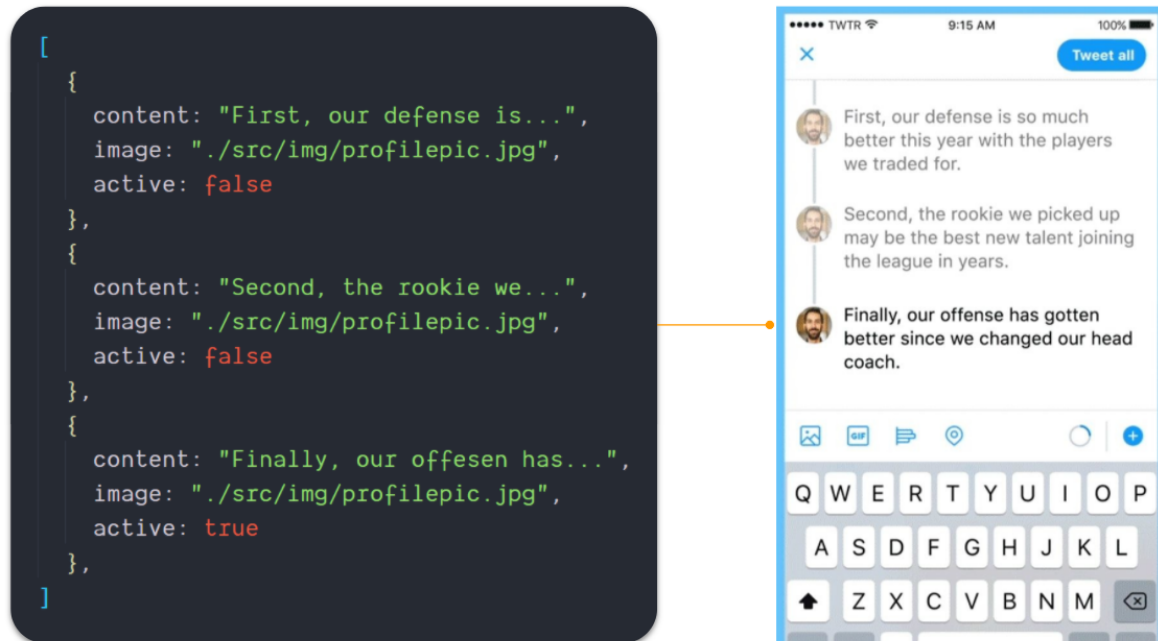 [
{
content: "First, our defense is...",
image: "./src/img/profilepic.jpg",
active: false
},
{
content: "Second, the rookie we...",
image: "./src/img/profilepic.jpg",
active: false
},
{
content: "Finally, our offesen has...",
image: "./src/img/profilepic.jpg",
active: true
},
]
TWTR 9:15 AM 100%
Tweet all
First, our defense is so much
better this year with the players
we traded for.
Second, the rookie we picked up
may be the best new talent joining
the league in years.
Finally, our offense has gotten
better since we changed our head
coach.
GIF
Q W E R T Y U I O P
A S D F G H J K L
Z X C V B N M